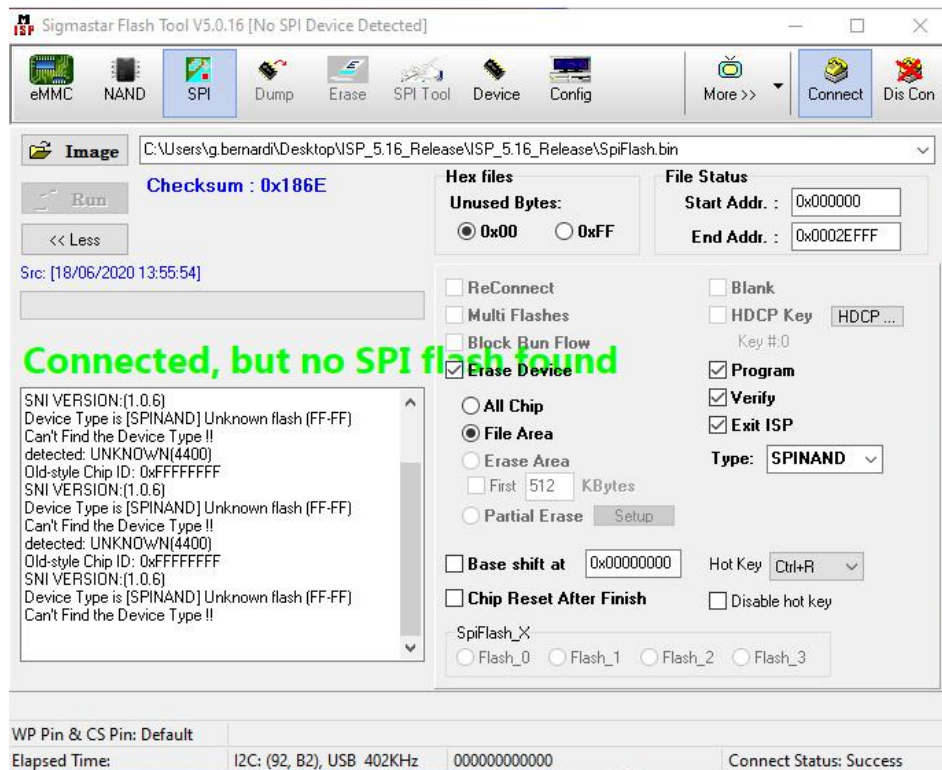 Sigmastar Flash Tool V5.0.16 [No SPI Device Detected]
eMMC NAND SPI Dump Erase SPI Tool Device Config More >> Connect Dis Con
Image C:\Users\g.bernardi\Desktop\ISP_5.16_Release\ISP_5.16_Release\SpiFlash.bin
Run Checksum : 0x186E
<< Less
Src: [18/06/2020 13:55:54]
Hex files
Unused Bytes:
0x00 0xFF
File Status
Start Addr. : 0x000000
End Addr. : 0x0002EFFF
Connected, but no SPI flash found
SNI VERSION:(1.0.6)
Device Type is [SPINAND] Unknown flash (FF-FF)
Can't Find the Device Type !!
detected: UNKNOWN(4400)
Old-style Chip ID: 0xFFFFFFFF
SNI VERSION:(1.0.6)
Device Type is [SPINAND] Unknown flash (FF-FF)
Can't Find the Device Type !!
detected: UNKNOWN(4400)
Old-style Chip ID: 0xFFFFFFFF
SNI VERSION:(1.0.6)
Device Type is [SPINAND] Unknown flash (FF-FF)
Can't Find the Device Type !!
ReConnect
Multi Flashes
Block Run Flow
Erase Device
All Chip
File Area
Erase Area
First 512 KBytes
Partial Erase Setup
Blank
HDCP Key HDCP ...
Key #:0
Program
Verify
Exit ISP
Type: SPINAND
Base shift at 0x00000000 Hot Key Ctrl+R
Chip Reset After Finish Disable hot key
SpiFlash_X
Flash_0 Flash_1 Flash_2 Flash_3
WP Pin & CS Pin: Default
Elapsed Time: I2C: (92, B2), USB 402KHz 000000000000 Connect Status: Success